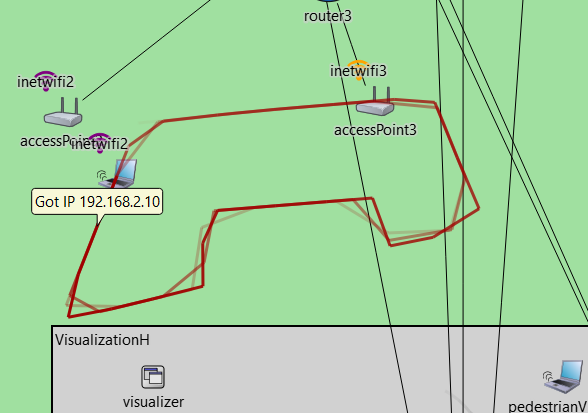 router3
inetwifi2
inetwifi3
accessPoint3
inetwifi2
Got IP 192.168.2.10
VisualizationH
visualizer